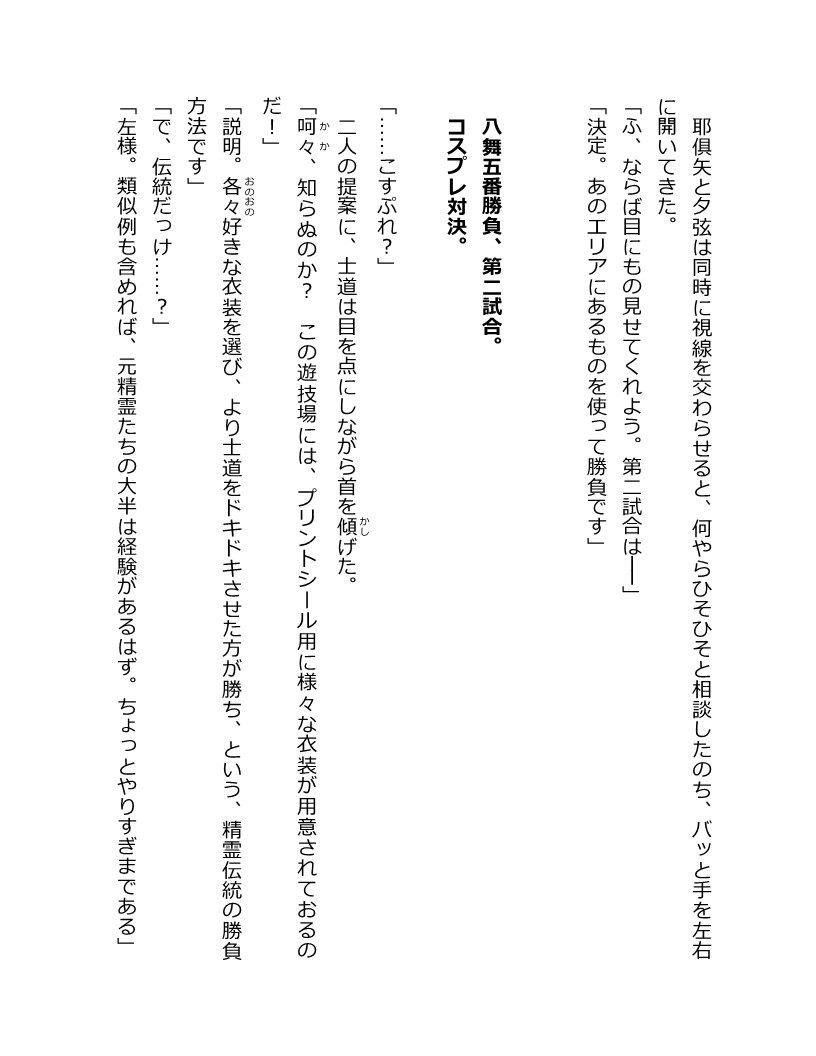 耶倶矢と夕弦は同時に視線を交わらせると、何やらひそひそと相談したのち、バッと手を左右
に開いてきた。
「ふ、ならば目にもの見せてくれよう。第二試合は――」
「決定。あのエリアにあるものを使って勝負です」
八舞五番勝負、第二試合。
コスプレ対決。
「……こすぷれ？」
二人の提案に、士道は目を点にしながら首を傾げた。
「呵々、知らぬのか？　この遊技場には、プリントシール用に様々な衣装が用意されておるの
だ！」
「説明。各々好きな衣装を選び、より士道をドキドキさせた方が勝ち、という、精霊伝統の勝負
方法です」
「で、伝統だっけ……？」
「左様。類似例も含めれば、元精霊たちの大半は経験があるはず。ちょっとやりすぎまである」